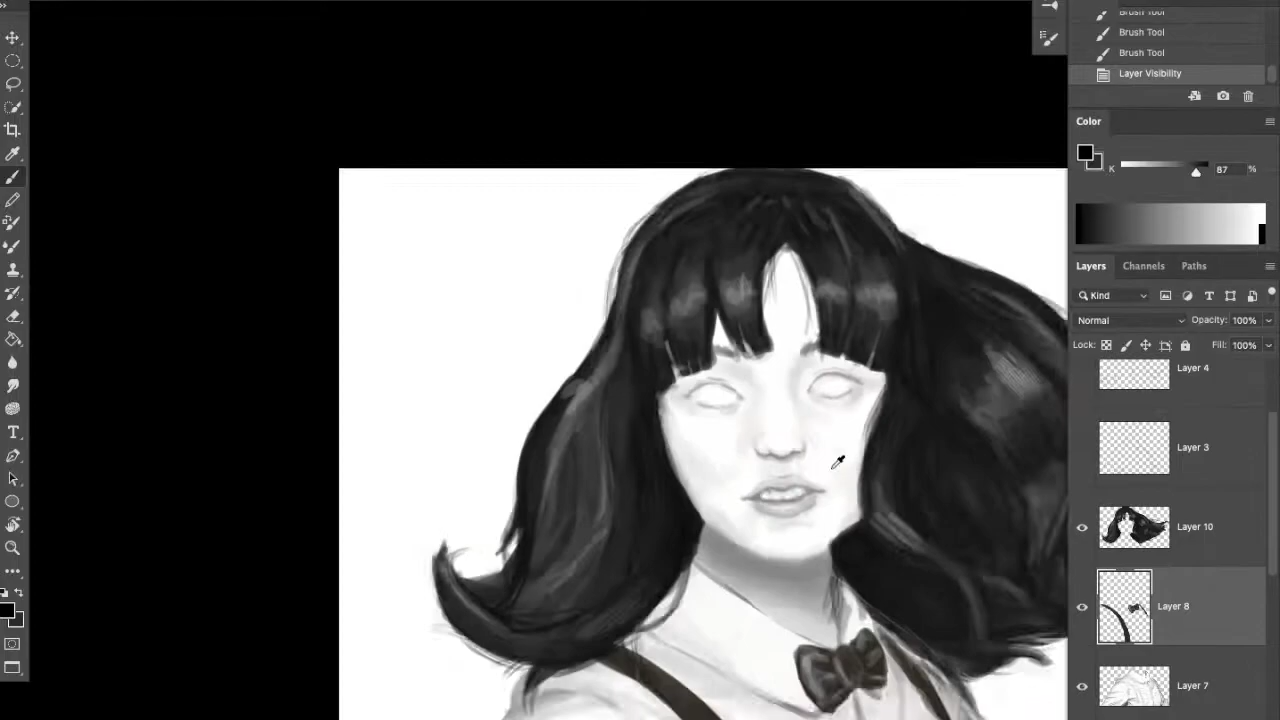 Brush Tool
Brush Tool
Brush Tool
Layer Visibility
Color
K 87 %
Layers Channels Paths
Kind
Normal Opacity: 100%
Lock: Fill: 100%
Layer 4
Layer 3
Layer 10
Layer 8
Layer 7